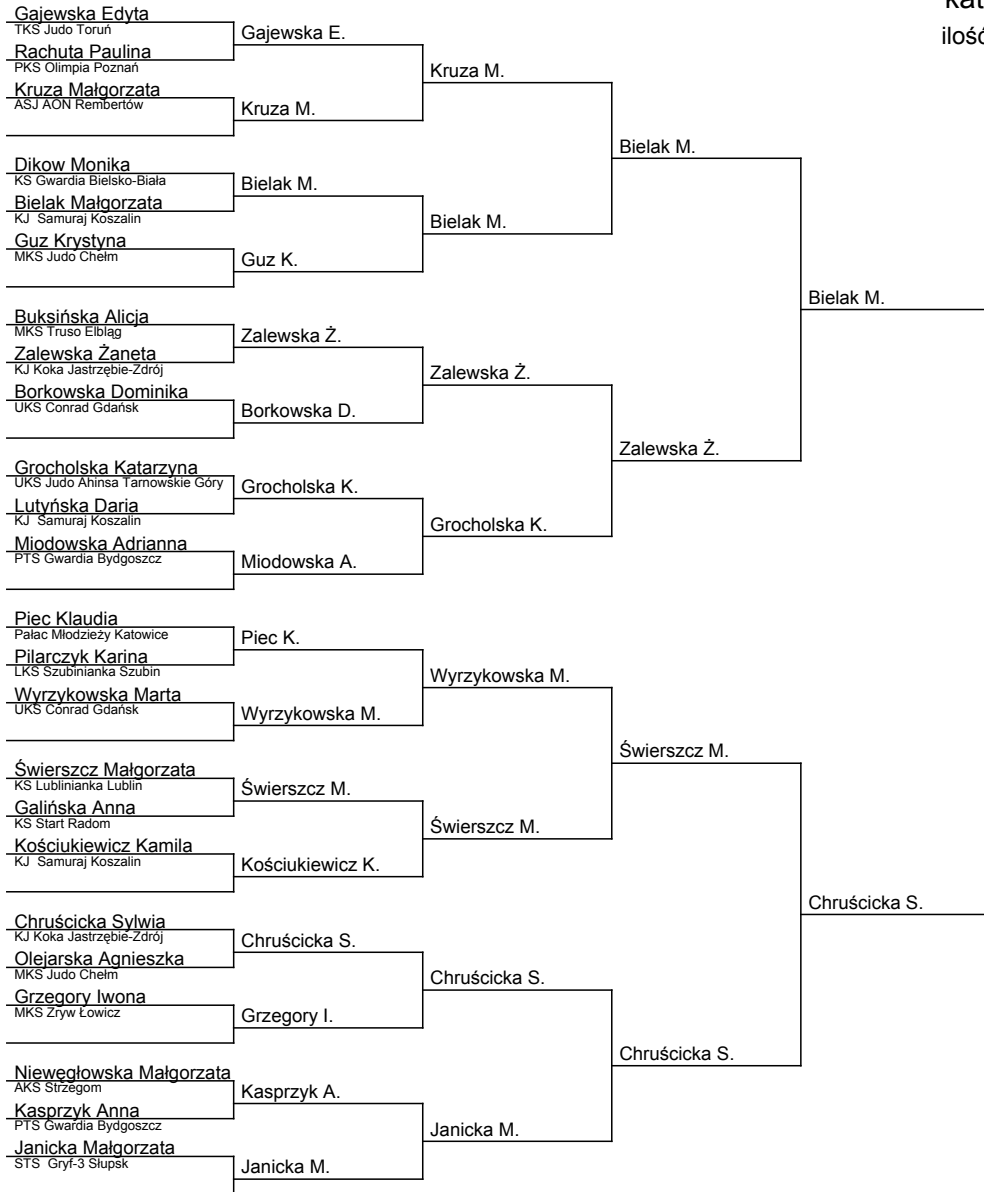 Gajewska Edyta
TKS Judo Toruń
Rachuta Paulina
PKS Olimpia Poznań
Kruza Małgorzata
ASJ AON Rembertów
Dikow Monika
KS Gwardia Bielsko-Biała
Bielak Małgorzata
KJ Samuraj Koszalin
Guz Krystyna
MKS Judo Chełm
Buksińska Alicja
MKS Truso Elbląg
Zalewska Żaneta
KJ Koka Jastrzębie-Zdrój
Borkowska Dominika
UKS Conrad Gdańsk
Grocholska Katarzyna
UKS Judo Ahinsa Tarnowskie Góry
Lutyńska Daria
KJ Samuraj Koszalin
Miodowska Adrianna
PTS Gwardia Bydgoszcz
Piec Klaudia
Pałac Młodzieży Katowice
Pilarczyk Karina
LKS Szubinianka Szubin
Wyrzykowska Marta
UKS Conrad Gdańsk
Świerszcz Małgorzata
KS Lublinianka Lublin
Galińska Anna
KS Start Radom
Kościukiewicz Kamila
KJ Samuraj Koszalin
Chruścicka Sylwia
KJ Koka Jastrzębie-Zdrój
Olejarska Agnieszka
MKS Judo Chełm
Grzegory Iwona
MKS Zryw Łowicz
Niewęgłowska Małgorzata
AKS Strzegom
Kasprzyk Anna
PTS Gwardia Bydgoszcz
Janicka Małgorzata
STS Gryf-3 Słupsk
Gajewska E.
Kruza M.
Bielak M.
Guz K.
Zalewska Ż.
Borkowska D.
Grocholska K.
Miodowska A.
Piec K.
Wyrzykowska M.
Świerszcz M.
Kościukiewicz K.
Chruścicka S.
Grzegory I.
Kasprzyk A.
Janicka M.
Kruza M.
Bielak M.
Zalewska Ż.
Grocholska K.
Wyrzykowska M.
Świerszcz M.
Chruścicka S.
Janicka M.
Bielak M.
Zalewska Ż.
Świerszcz M.
Chruścicka S.
Bielak M.
Chruścicka S.
kat
ilość